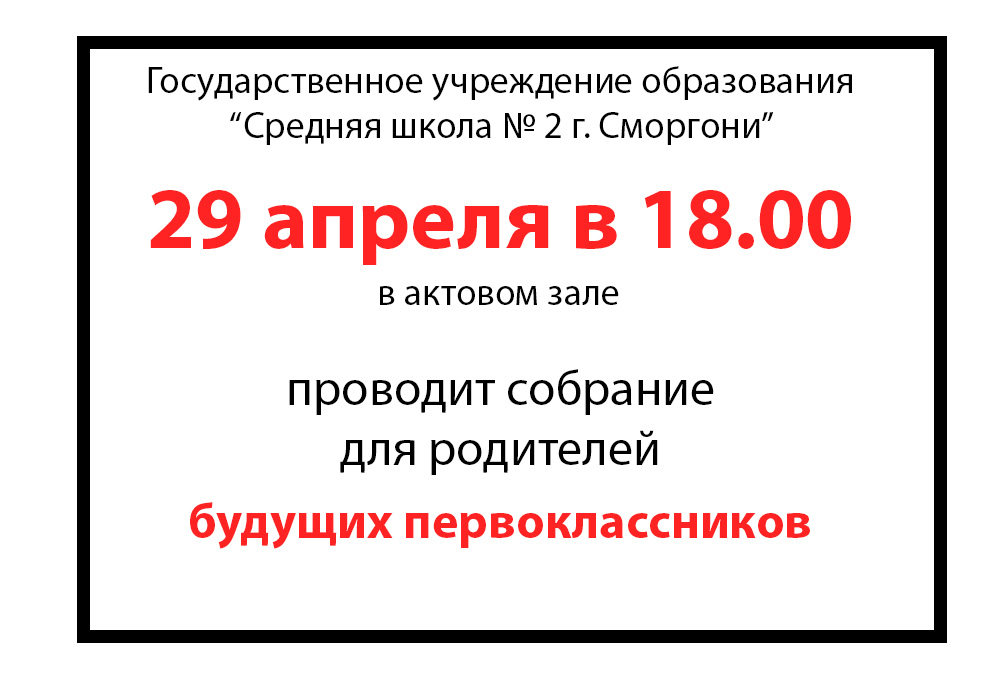 Государственное учреждение образования
“Средняя школа № 2 г. Сморгони”
29 апреля в 18.00
в актовом зале
проводит собрание
для родителей
будущих первоклассников